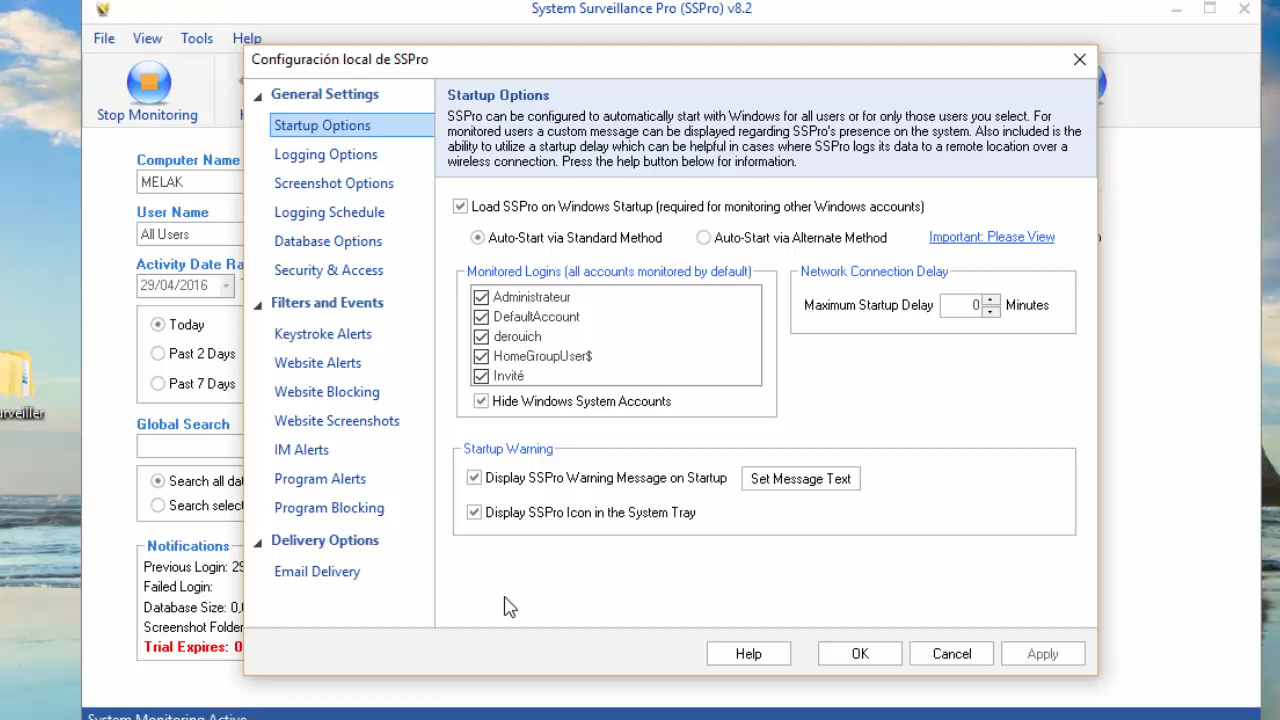 System Surveillance Pro (SSPro) v8.2
File View Tools Help
Configuración local de SSPro
Stop Monitoring
Computer Name
MELAK
User Name
All Users
Activity Date
29/04/2016
Today
Past 2 Days
Past 7 Days
Global Search
Search all
Search
Notifications
Previous Login:
Failed Login:
Database Size:
Screenshot
Trial Expires:
System Monitoring Active
General Settings
Startup Options
Logging Options
Screenshot Options
Logging Schedule
Database Options
Security & Access
Filters and Events
Keystroke Alerts
Website Alerts
Website Blocking
Website Screenshots
IM Alerts
Program Alerts
Program Blocking
Delivery Options
Email Delivery
Startup Options
SSPro can be configured to automatically start with Windows for all users or for only those users you select. For
monitored users a custom message can be displayed regarding SSPro's presence on the system. Also included is the
ability to utilize a startup delay which can be helpful in cases where SSPro logs its data to a remote location over a
wireless connection. Press the help button below for information.
Load SSPro on Windows Startup (required for monitoring other Windows accounts)
Auto-Start via Standard Method Auto-Start via Alternate Method Important: Please View
Monitored Logins (all accounts monitored by default)
Administrateur
DefaultAccount
derouich
HomeGroupUser$
Invité
Hide Windows System Accounts
Network Connection Delay
Maximum Startup Delay 0 Minutes
Startup Warning
Display SSPro Warning Message on Startup Set Message Text
Display SSPro Icon in the System Tray
Help OK Cancel Apply